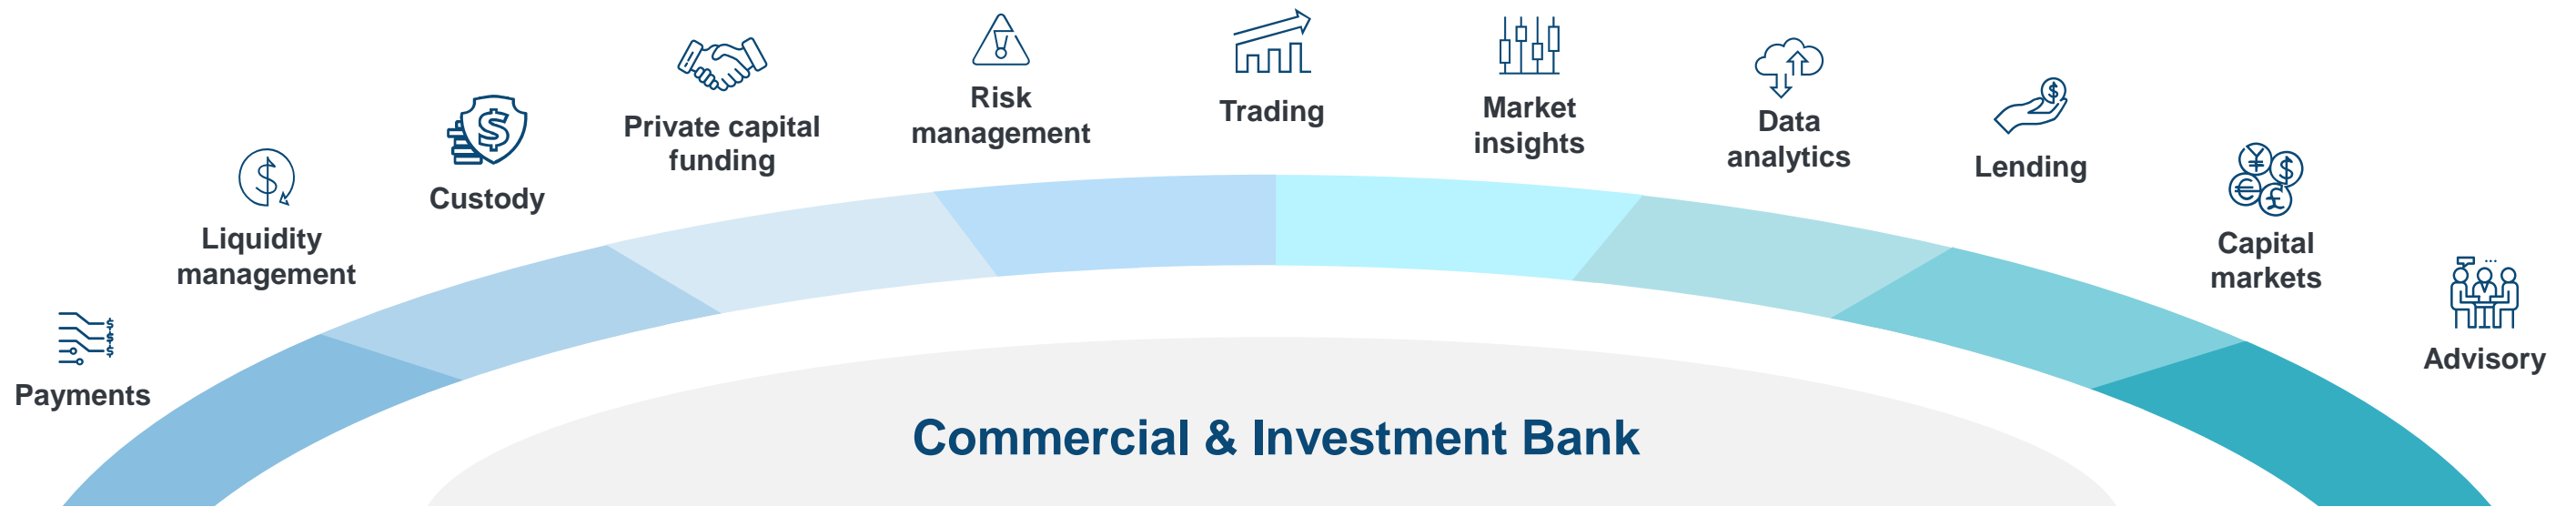 Payments
Liquidity
management
Custody
Private capital
funding
Risk
management
Trading
Market
insights
Data
analytics
Lending
Capital
markets
Advisory
Commercial & Investment Bank